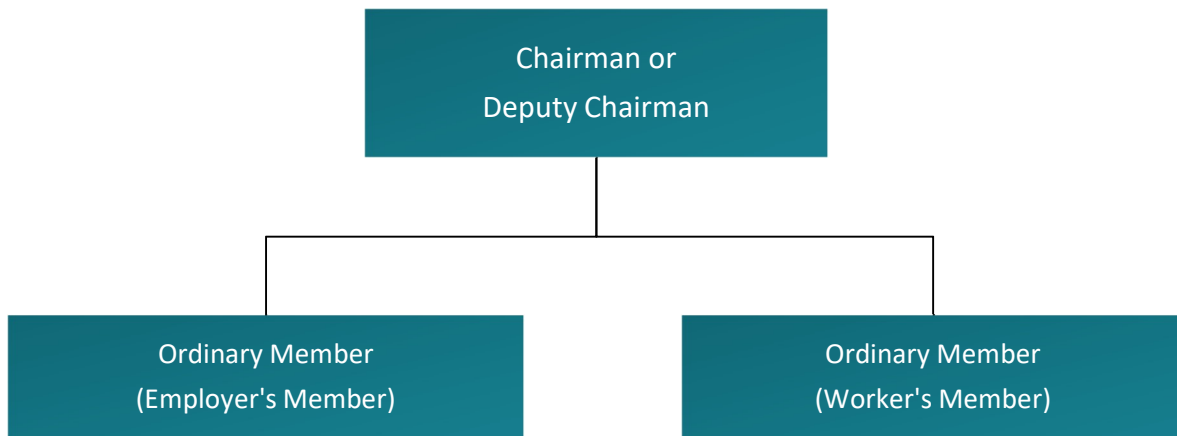 Chairman or
Deputy Chairman
Ordinary Member
(Employer's Member)
Ordinary Member
(Worker's Member)